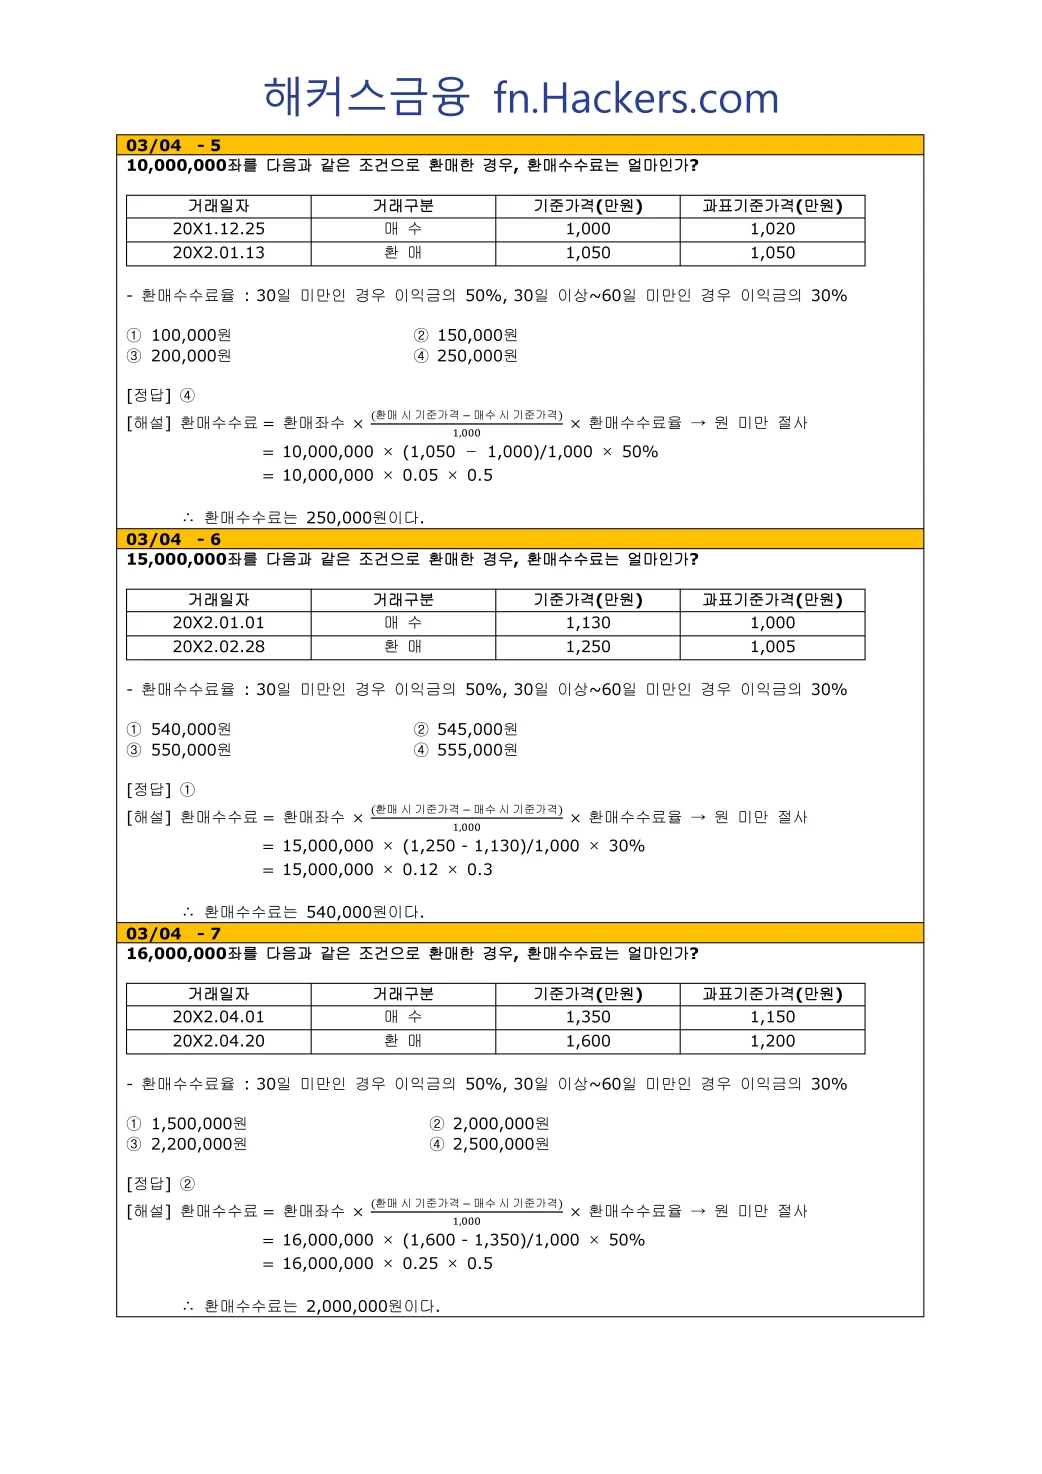 해커스금융 fn.Hackers.com
03/04 - 5
10,000,000좌를 다음과 같은 조건으로 환매한 경우, 환매수수료는 얼마인가?
거래일자 거래구분 기준가격(만원) 과표기준가격(만원)
20X1.12.25 매 수 1,000 1,020
20X2.01.13 환 매 1,050 1,050
- 환매수수료율 : 30일 미만인 경우 이익금의 50%, 30일 이상~60일 미만인 경우 이익금의 30%
① 100,000원 ② 150,000원
③ 200,000원 ④ 250,000원
[정답] ④
[해설] 환매수수료 = 환매좌수 × (환매 시 기준가격 – 매수 시 기준가격)/1,000 × 환매수수료율 → 원 미만 절사
= 10,000,000 × (1,050 – 1,000)/1,000 × 50%
= 10,000,000 × 0.05 × 0.5
∴ 환매수수료는 250,000원이다.
03/04 - 6
15,000,000좌를 다음과 같은 조건으로 환매한 경우, 환매수수료는 얼마인가?
거래일자 거래구분 기준가격(만원) 과표기준가격(만원)
20X2.01.01 매 수 1,130 1,000
20X2.02.28 환 매 1,250 1,005
- 환매수수료율 : 30일 미만인 경우 이익금의 50%, 30일 이상~60일 미만인 경우 이익금의 30%
① 540,000원 ② 545,000원
③ 550,000원 ④ 555,000원
[정답] ①
[해설] 환매수수료 = 환매좌수 × (환매 시 기준가격 – 매수 시 기준가격)/1,000 × 환매수수료율 → 원 미만 절사
= 15,000,000 × (1,250 - 1,130)/1,000 × 30%
= 15,000,000 × 0.12 × 0.3
∴ 환매수수료는 540,000원이다.
03/04 - 7
16,000,000좌를 다음과 같은 조건으로 환매한 경우, 환매수수료는 얼마인가?
거래일자 거래구분 기준가격(만원) 과표기준가격(만원)
20X2.04.01 매 수 1,350 1,150
20X2.04.20 환 매 1,600 1,200
- 환매수수료율 : 30일 미만인 경우 이익금의 50%, 30일 이상~60일 미만인 경우 이익금의 30%
① 1,500,000원 ② 2,000,000원
③ 2,200,000원 ④ 2,500,000원
[정답] ②
[해설] 환매수수료 = 환매좌수 × (환매 시 기준가격 – 매수 시 기준가격)/1,000 × 환매수수료율 → 원 미만 절사
= 16,000,000 × (1,600 - 1,350)/1,000 × 50%
= 16,000,000 × 0.25 × 0.5
∴ 환매수수료는 2,000,000원이다.